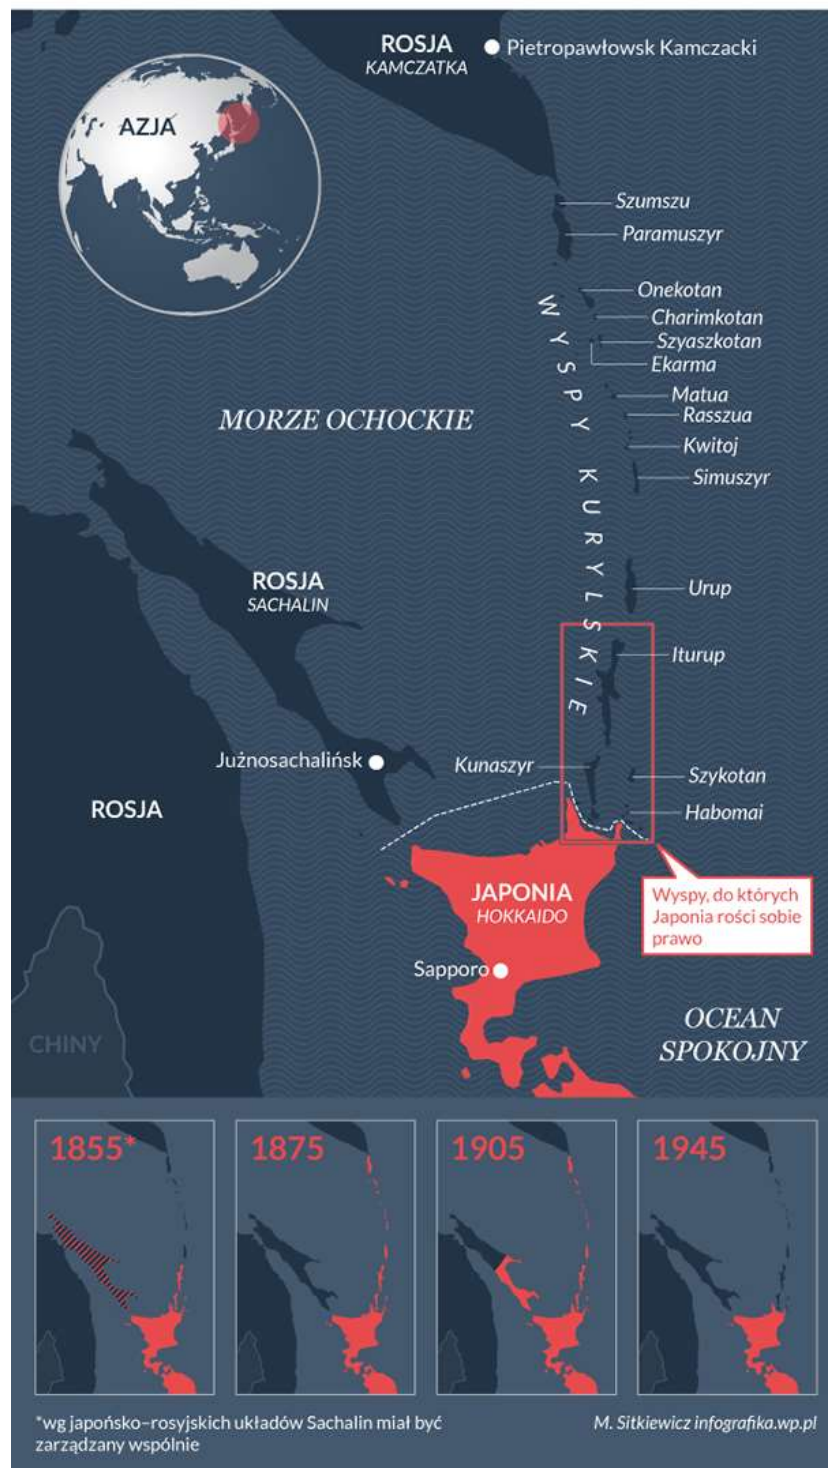 ROSJA
KAMCZATKA
Pietropawłowsk Kamczacki
AZJA
Szumszu
Paramuszyr
Onekotan
Charimkotan
Szyaszkotan
Ekarma
Matua
Rasszua
Kwitoj
Simuszyr
WYSPY KURYLSKIE
MORZE OCHOCKIE
ROSJA
SACHALIN
Urup
Iturup
Jużnosachalińsk
Kunaszyr
Szykotan
Habomai
ROSJA
JAPONIA
HOKKAIDO
Wyspy, do których
Japonia rości sobie
prawo
Sapporo
OCEAN
SPOKOJNY
CHINY
1855*
1875
1905
1945
*wg japońsko–rosyjskich układów Sachalin miał być
zarządzany wspólnie
M. Sitkiewicz infografika.wp.pl